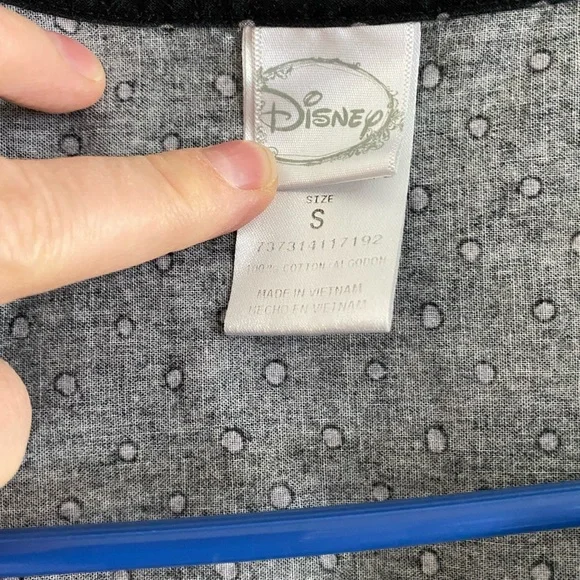 Disney
SIZE
S
737314117192
100% COTTON/ALGODON
MADE IN VIETNAM
HECHO EN VIETNAM